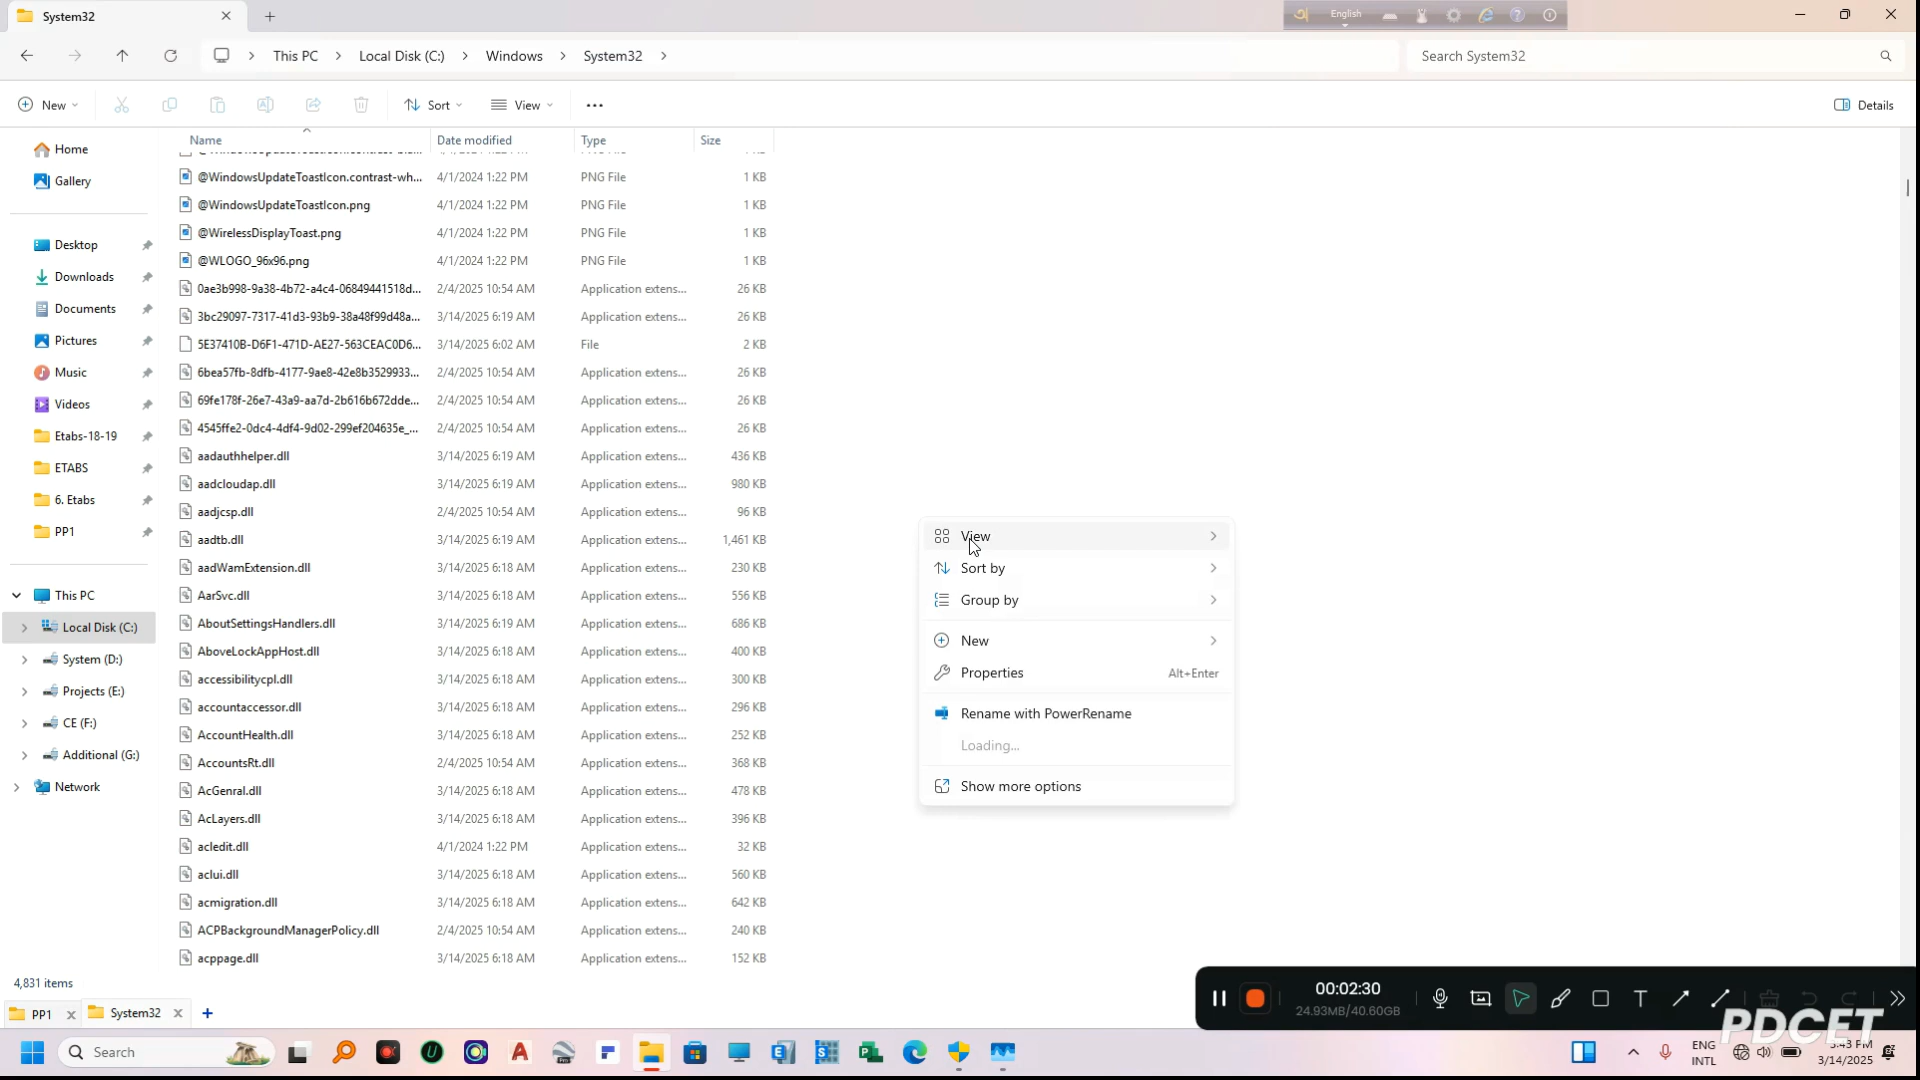 System32
English
This PC > Local Disk (C:) > Windows > System32 >
Search System32
New
Sort
View
Details
Home
Gallery
Desktop
Downloads
Documents
Pictures
Music
Videos
Etabs-18-19
ETABS
6. Etabs
PP1
This PC
Local Disk (C:)
System (D:)
Projects (E:)
CE (F:)
Additional (G:)
Network
Name Date modified Type Size
@WindowsUpdateToastIcon.contrast-wh... 4/1/2024 1:22 PM PNG File 1 KB
@WindowsUpdateToastIcon.png 4/1/2024 1:22 PM PNG File 1 KB
@WirelessDisplayToast.png 4/1/2024 1:22 PM PNG File 1 KB
@WLOGO_96x96.png 4/1/2024 1:22 PM PNG File 1 KB
0ae3b998-9a38-4b72-a4c4-06849441518d... 2/4/2025 10:54 AM Application extens... 26 KB
3bc29097-7317-41d3-93b9-38a48f99d48a... 3/14/2025 6:19 AM Application extens... 26 KB
5E37410B-D6F1-471D-AE27-563CEAC0D6... 3/14/2025 6:02 AM File 2 KB
6bea57fb-8dfb-4177-9ae8-42e8b3529933... 2/4/2025 10:54 AM Application extens... 26 KB
69fe178f-26e7-43a9-aa7d-2b616b672dde... 2/4/2025 10:54 AM Application extens... 26 KB
4545ffe2-0dc4-4df4-9d02-299ef204635e_... 2/4/2025 10:54 AM Application extens... 26 KB
aadauthhelper.dll 3/14/2025 6:19 AM Application extens... 436 KB
aadcloudap.dll 3/14/2025 6:19 AM Application extens... 980 KB
aadjcsp.dll 2/4/2025 10:54 AM Application extens... 96 KB
aadtb.dll 3/14/2025 6:19 AM Application extens... 1,461 KB
aadWamExtension.dll 3/14/2025 6:18 AM Application extens... 230 KB
AarSvc.dll 3/14/2025 6:18 AM Application extens... 556 KB
AboutSettingsHandlers.dll 3/14/2025 6:19 AM Application extens... 686 KB
AboveLockAppHost.dll 3/14/2025 6:18 AM Application extens... 400 KB
accessibilitycpl.dll 3/14/2025 6:18 AM Application extens... 300 KB
accountaccessor.dll 3/14/2025 6:18 AM Application extens... 296 KB
AccountHealth.dll 3/14/2025 6:18 AM Application extens... 252 KB
AccountsRt.dll 2/4/2025 10:54 AM Application extens... 368 KB
AcGenral.dll 3/14/2025 6:18 AM Application extens... 478 KB
AcLayers.dll 3/14/2025 6:18 AM Application extens... 396 KB
acledit.dll 4/1/2024 1:22 PM Application extens... 32 KB
aclui.dll 3/14/2025 6:18 AM Application extens... 560 KB
acmigration.dll 3/14/2025 6:18 AM Application extens... 642 KB
ACPBackgroundManagerPolicy.dll 2/4/2025 10:54 AM Application extens... 240 KB
acppage.dll 3/14/2025 6:18 AM Application extens... 152 KB
View
Sort by
Group by
New
Properties Alt+Enter
Rename with PowerRename
Loading...
Show more options
4,831 items
PP1
System32
00:02:30
24.93MB/40.60GB
PDCET
Search
ENG
INTL
3/14/2025